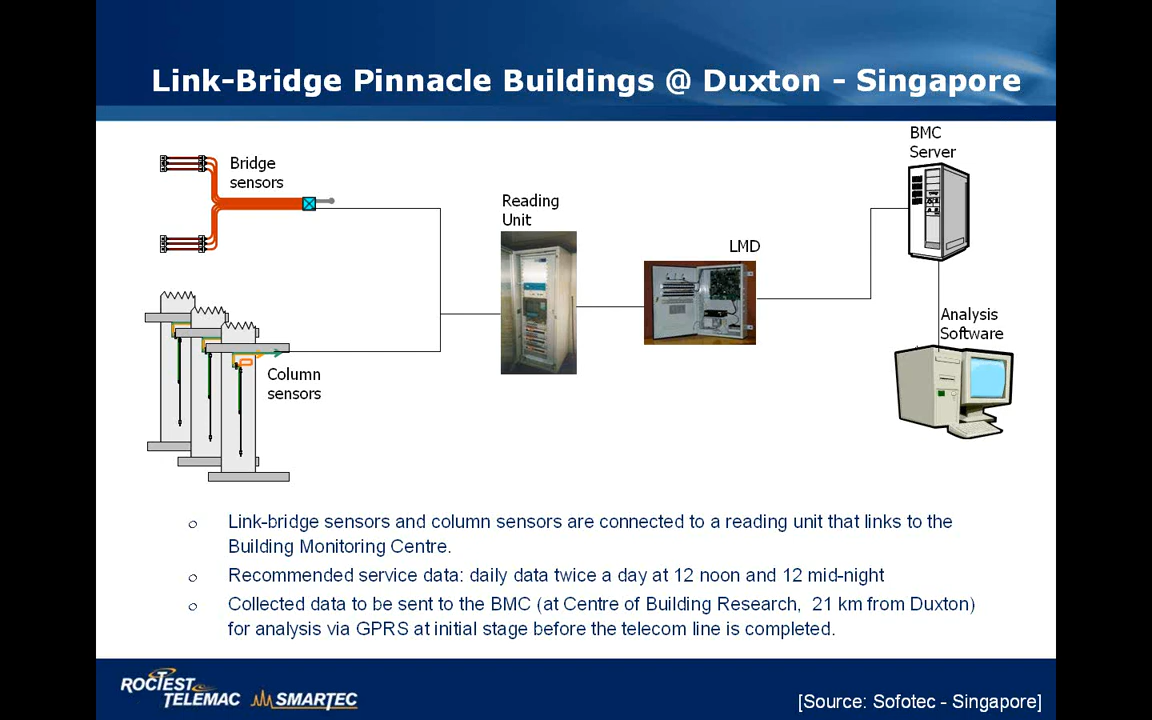 Link-Bridge Pinnacle Buildings @ Duxton - Singapore
BMC
Server
Bridge
sensors
Reading
Unit
LMD
Analysis
Software
Column
sensors
o Link-bridge sensors and column sensors are connected to a reading unit that links to the
Building Monitoring Centre.
o Recommended service data: daily data twice a day at 12 noon and 12 mid-night
o Collected data to be sent to the BMC (at Centre of Building Research, 21 km from Duxton)
for analysis via GPRS at initial stage before the telecom line is completed.
ROCTEST
TELEMAC
SMARTEC
[Source: Sofotec - Singapore]